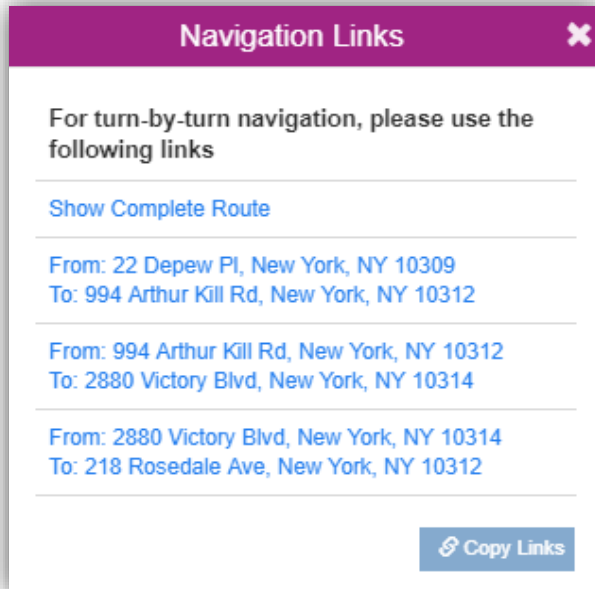 Navigation Links
For turn-by-turn navigation, please use the
following links
Show Complete Route
From: 22 Depew Pl, New York, NY 10309
To: 994 Arthur Kill Rd, New York, NY 10312
From: 994 Arthur Kill Rd, New York, NY 10312
To: 2880 Victory Blvd, New York, NY 10314
From: 2880 Victory Blvd, New York, NY 10314
To: 218 Rosedale Ave, New York, NY 10312
Copy Links